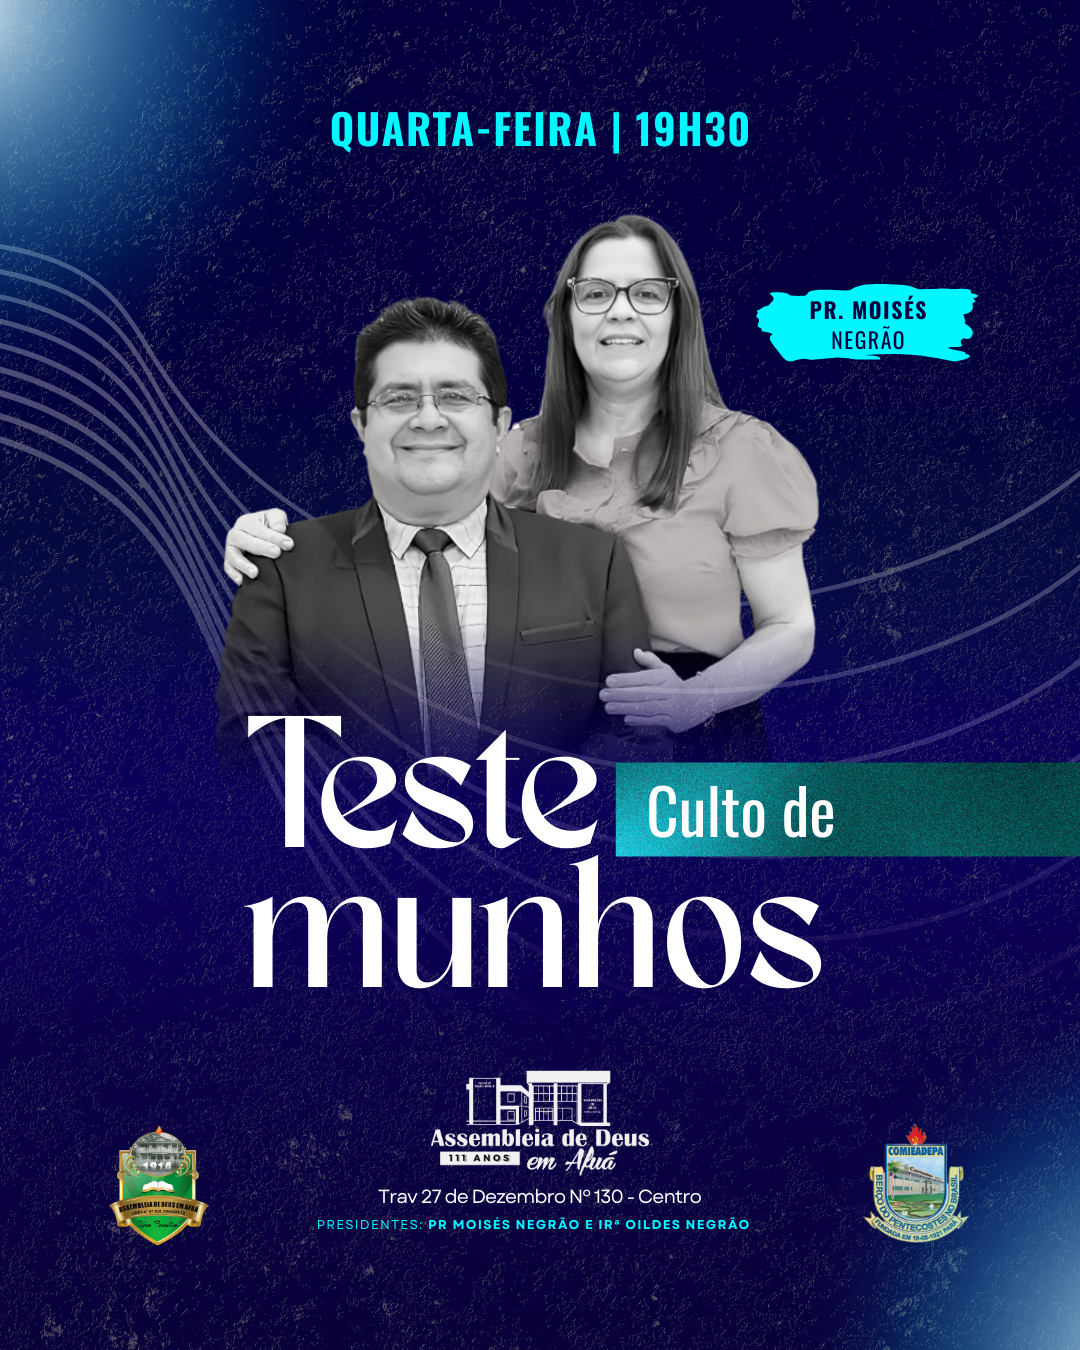 QUARTA-FEIRA | 19H30
PR. MOISÉS
NEGRÃO
Culto de
Teste
munhos
Assembleia de Deus
111 ANOS
em Afuá
Trav 27 de Dezembro Nº 130 - Centro
PRESIDENTES: PR MOISÉS NEGRÃO E IRª OILDES NEGRÃO
1914
ASSEMBLEIA DE DEUS EM AFUÁ
COMIEADEPA
BERÇO DO PENTECOSTES NO BRASIL